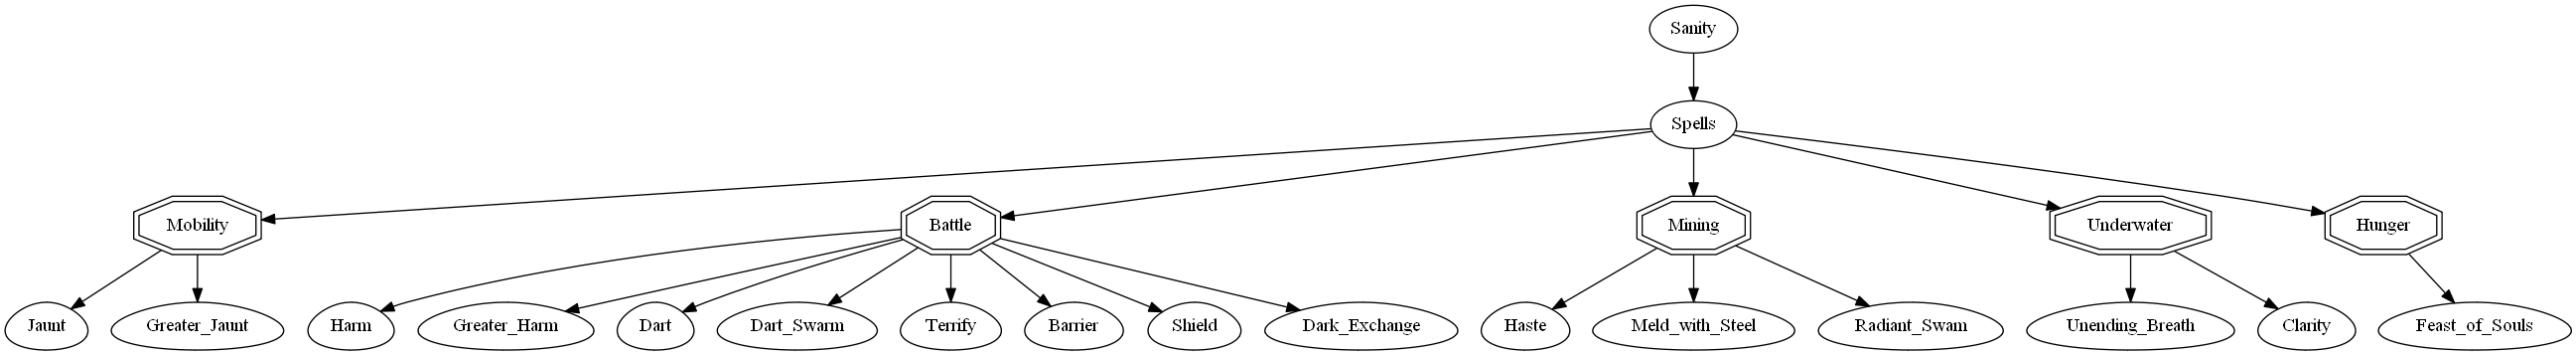 Sanity
Spells
Mobility
Battle
Mining
Underwater
Hunger
Jaunt
Greater_Jaunt
Harm
Greater_Harm
Dart
Dart_Swarm
Terrify
Barrier
Shield
Dark_Exchange
Haste
Meld_with_Steel
Radiant_Swam
Unending_Breath
Clarity
Feast_of_Souls